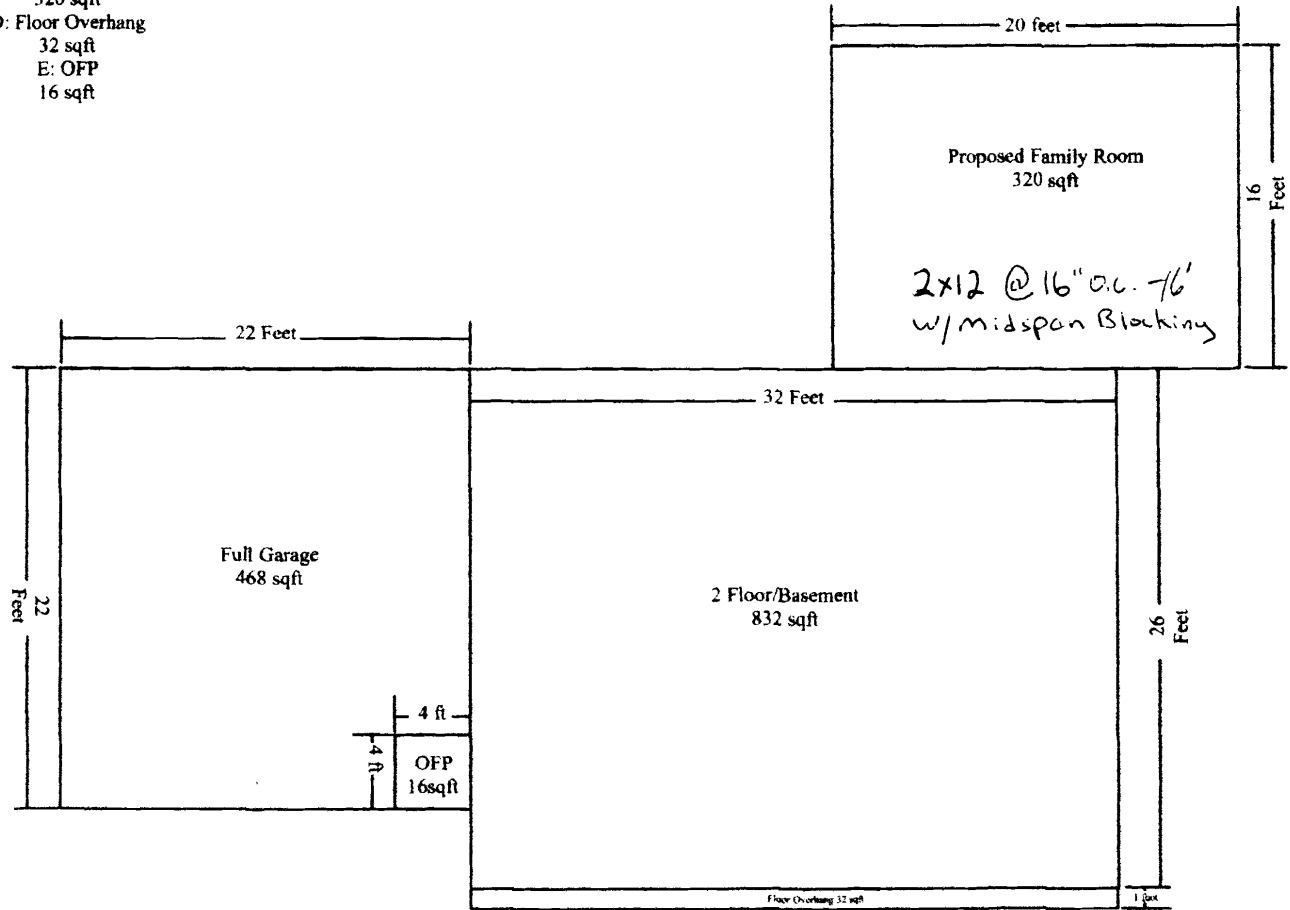 320 sqft
D: Floor Overhang
32 sqft
E: OFP
16 sqft
20 feet
Proposed Family Room
320 sqft
16
Feet
2x12 @ 16" O.C. -16'
w/ Midspan Blocking
22 Feet
32 Feet
Full Garage
468 sqft
22
Feet
2 Floor/Basement
832 sqft
26
Feet
4 ft
4 ft
OFP
16sqft
Floor Overhang 32 sqft
1 foot